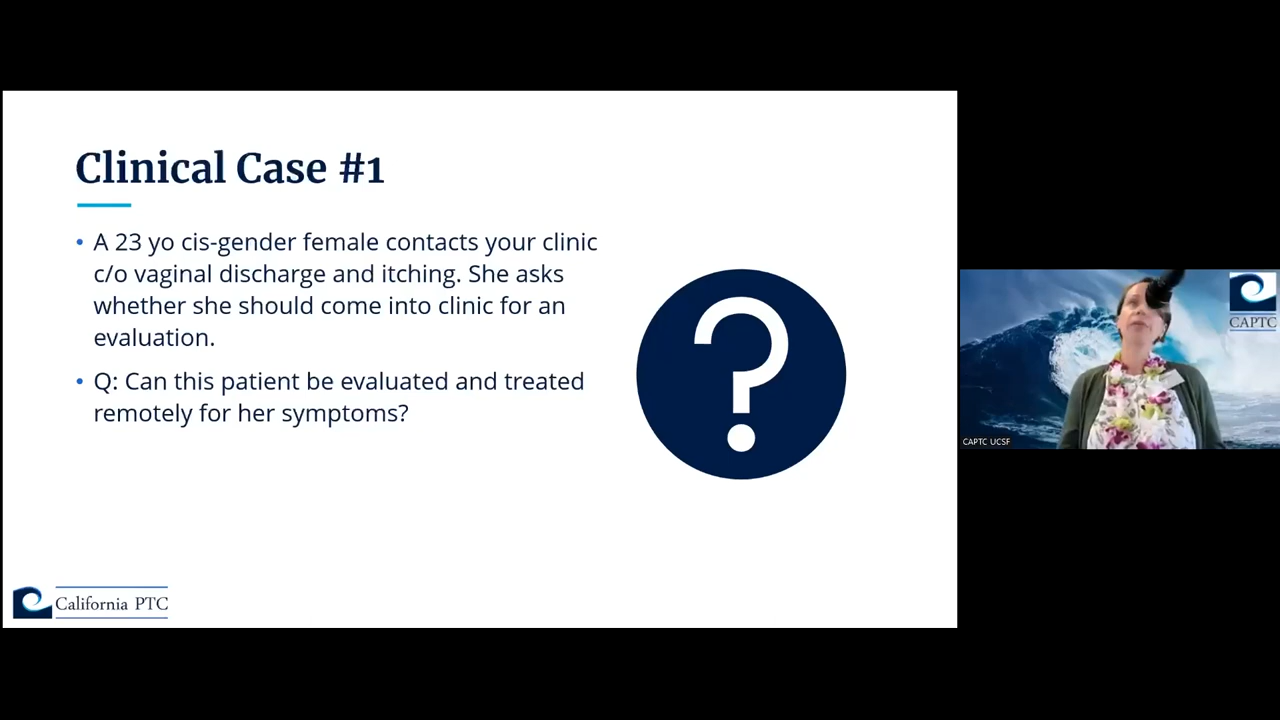 Clinical Case #1
• A 23 yo cis-gender female contacts your clinic
c/o vaginal discharge and itching. She asks
whether she should come into clinic for an
evaluation.
• Q: Can this patient be evaluated and treated
remotely for her symptoms?
California PTC
CAPTC
CAPTC UCSF